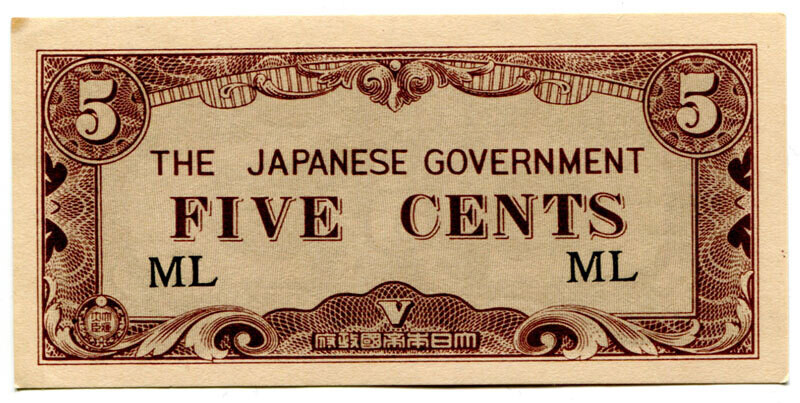 5 5
THE JAPANESE GOVERNMENT
FIVE CENTS
ML ML
V
府政國帝本日大